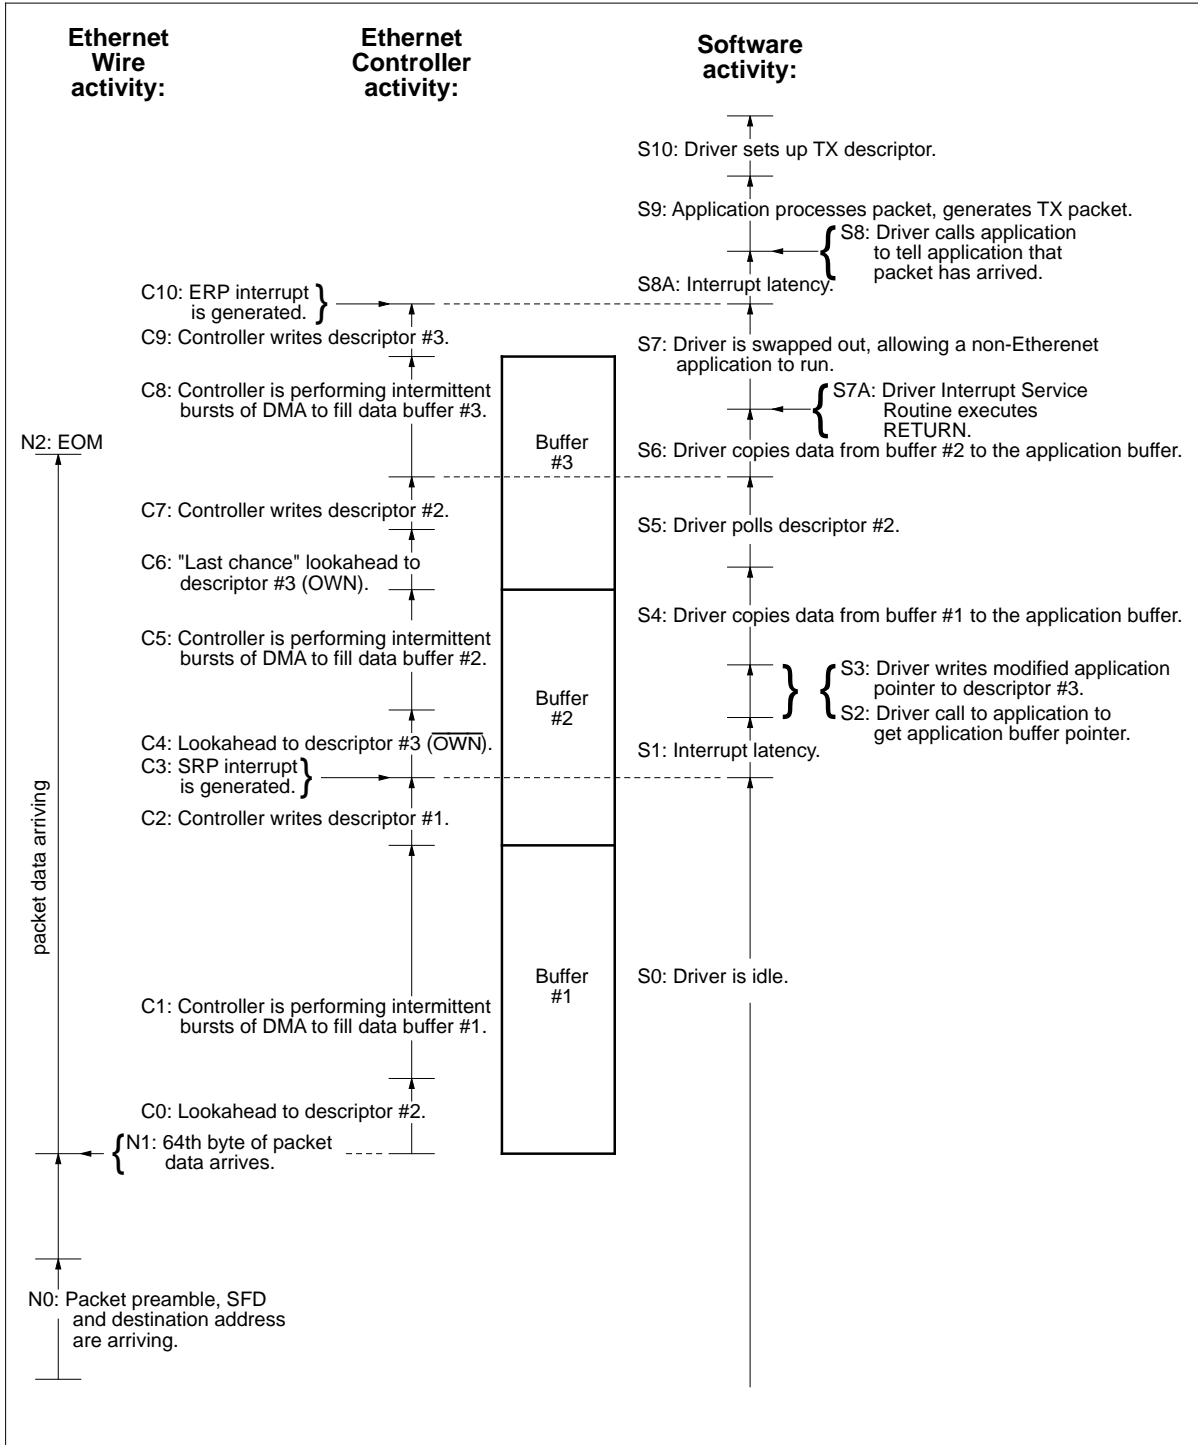 Ethernet
Wire
activity:
Ethernet
Controller
activity:
Software
activity:
S10: Driver sets up TX descriptor.
S9: Application processes packet, generates TX packet.
S8: Driver calls application
to tell application that
packet has arrived.
S8A: Interrupt latency.
C10: ERP interrupt
is generated.
C9: Controller writes descriptor #3.
S7: Driver is swapped out, allowing a non-Etherenet
application to run.
C8: Controller is performing intermittent
bursts of DMA to fill data buffer #3.
S7A: Driver Interrupt Service
Routine executes
RETURN.
N2: EOM
Buffer
#3
S6: Driver copies data from buffer #2 to the application buffer.
C7: Controller writes descriptor #2.
S5: Driver polls descriptor #2.
C6: "Last chance" lookahead to
descriptor #3 (OWN).
S4: Driver copies data from buffer #1 to the application buffer.
C5: Controller is performing intermittent
bursts of DMA to fill data buffer #2.
S3: Driver writes modified application
pointer to descriptor #3.
Buffer
#2
S2: Driver call to application to
get application buffer pointer.
C4: Lookahead to descriptor #3 (O̅W̅N̅).
S1: Interrupt latency.
C3: SRP interrupt
is generated.
C2: Controller writes descriptor #1.
packet data arriving
Buffer
#1
S0: Driver is idle.
C1: Controller is performing intermittent
bursts of DMA to fill data buffer #1.
C0: Lookahead to descriptor #2.
N1: 64th byte of packet
data arrives.
N0: Packet preamble, SFD
and destination address
are arriving.